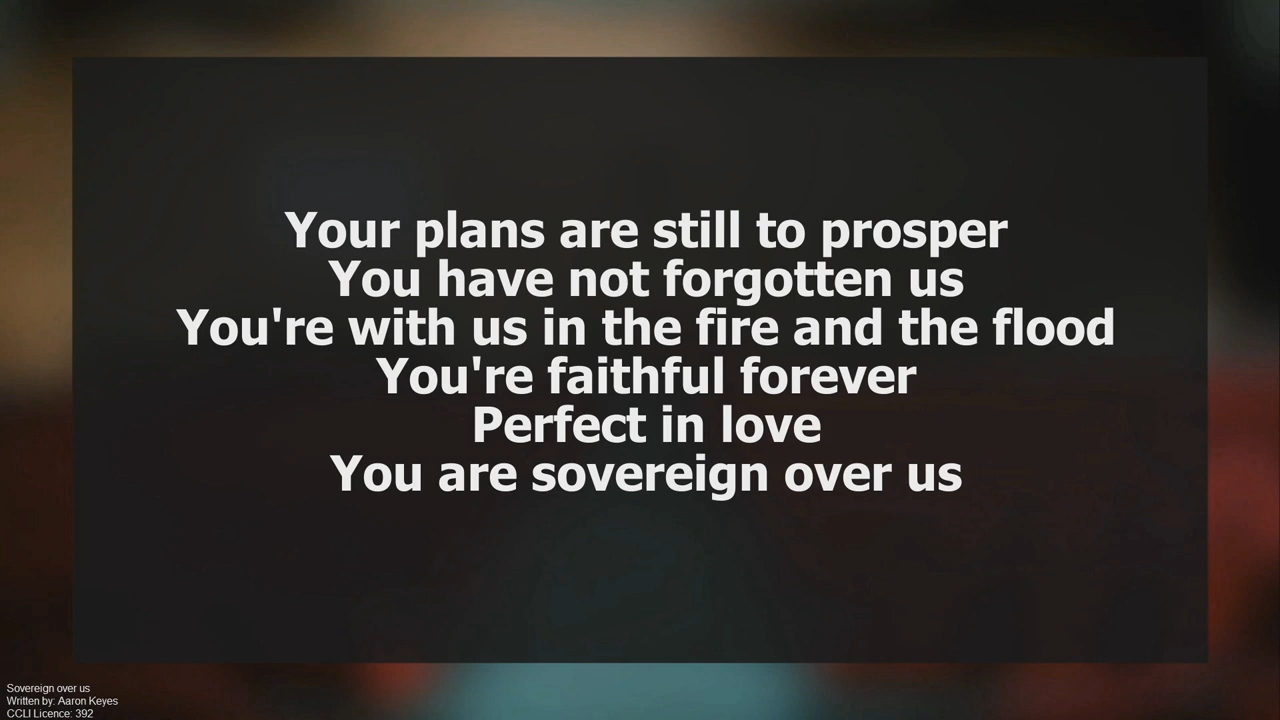 Your plans are still to prosper
You have not forgotten us
You're with us in the fire and the flood
You're faithful forever
Perfect in love
You are sovereign over us
Sovereign over us
Written by: Aaron Keyes
CCLI Licence: 392